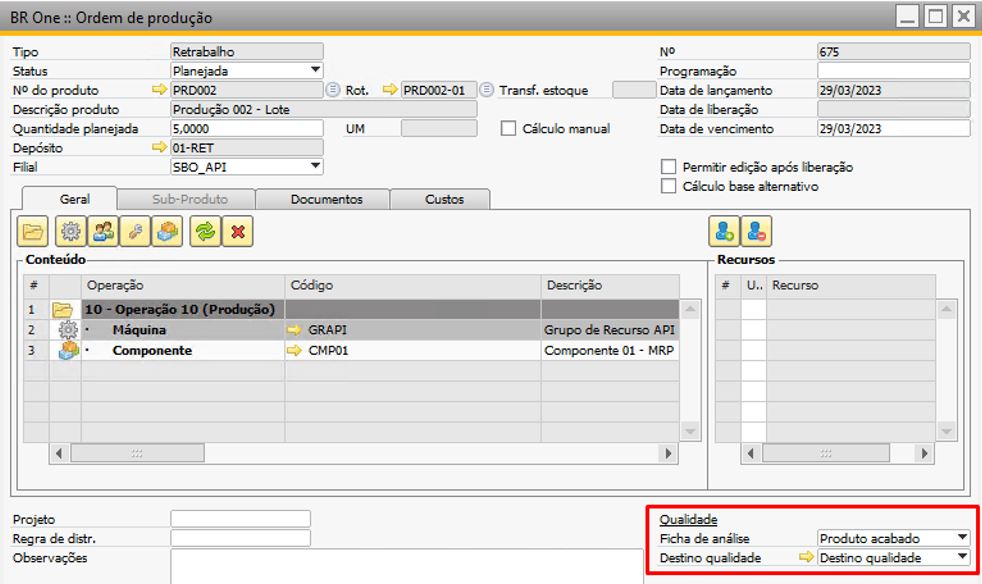 BR One :: Ordem de produção
Tipo Retrabalho Nº 675
Status Planejada Programação
Nº do produto PRD002 Rot. PRD002-01 Transf. estoque Data de lançamento 29/03/2023
Descrição produto Produção 002 - Lote Data de liberação
Quantidade planejada 5,0000 UM Cálculo manual Data de vencimento 29/03/2023
Depósito 01-RET
Filial SBO_API Permitir edição após liberação
Cálculo base alternativo
Geral Sub-Produto Documentos Custos
Conteúdo Recursos
# Operação Código Descrição # U.. Recurso
1 10 - Operação 10 (Produção)
2 · Máquina GRAPI Grupo de Recurso API
3 · Componente CMP01 Componente 01 - MRP
Projeto Qualidade
Regra de distr. Ficha de análise Produto acabado
Observações Destino qualidade Destino qualidade